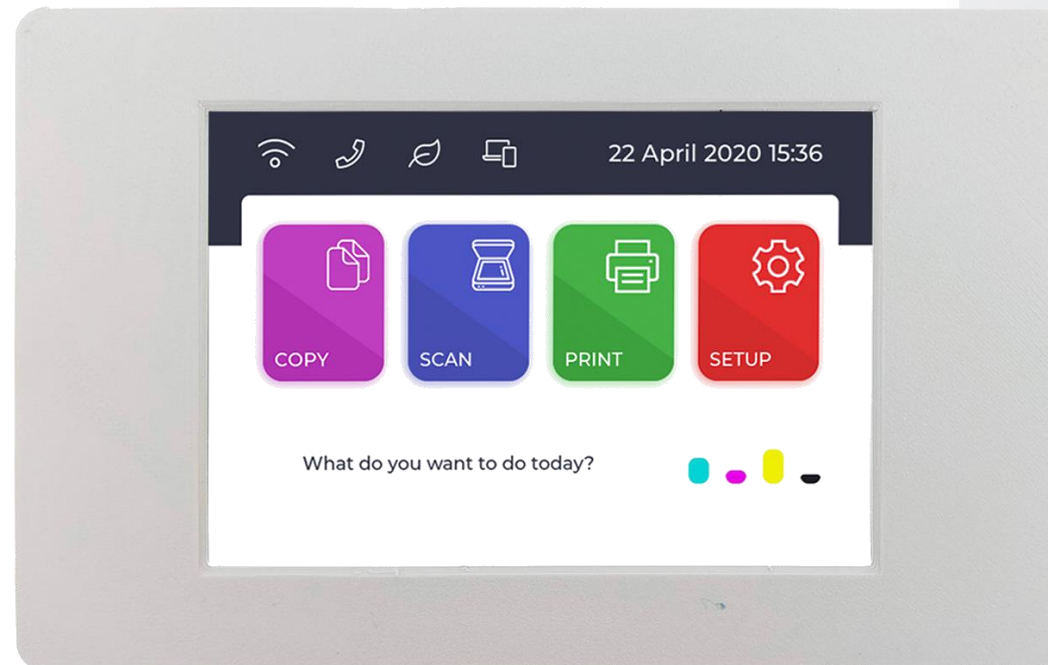 22 April 2020 15:36
COPY
SCAN
PRINT
SETUP
What do you want to do today?